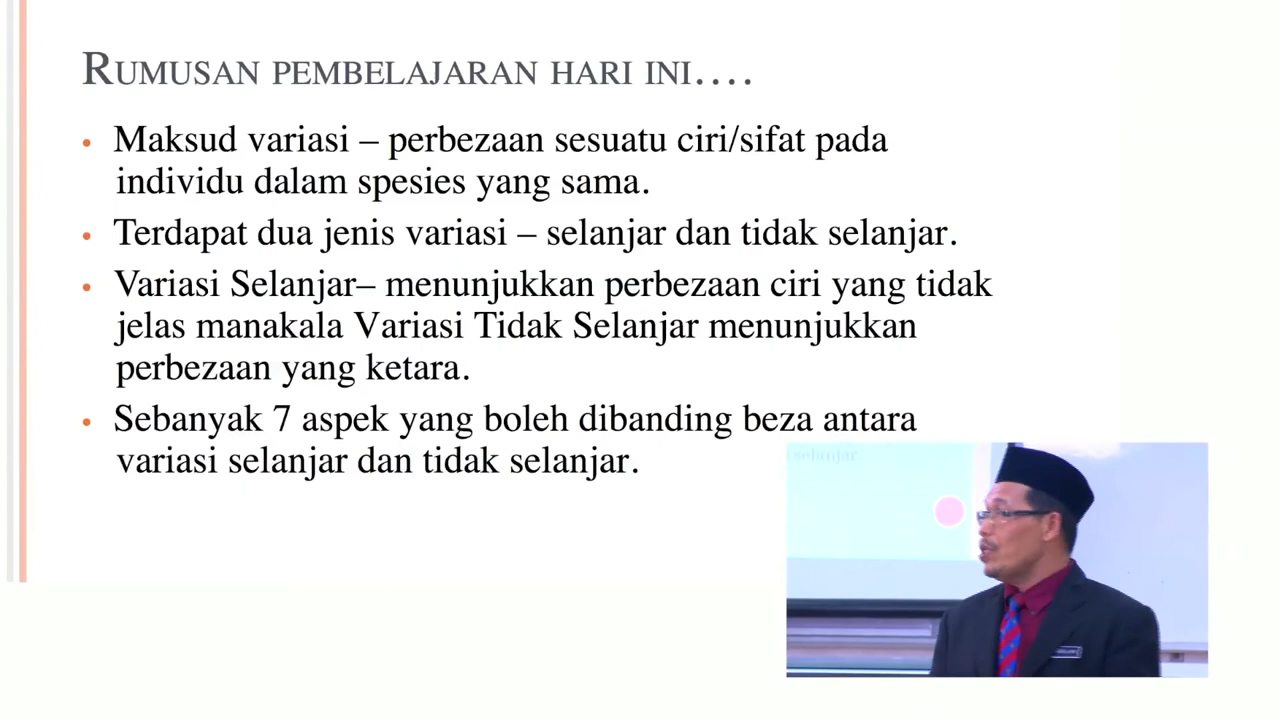 RUMUSAN PEMBELAJARAN HARI INI....
• Maksud variasi – perbezaan sesuatu ciri/sifat pada
individu dalam spesies yang sama.
• Terdapat dua jenis variasi – selanjar dan tidak selanjar.
• Variasi Selanjar– menunjukkan perbezaan ciri yang tidak
jelas manakala Variasi Tidak Selanjar menunjukkan
perbezaan yang ketara.
• Sebanyak 7 aspek yang boleh dibanding beza antara
variasi selanjar dan tidak selanjar.
selanjar.